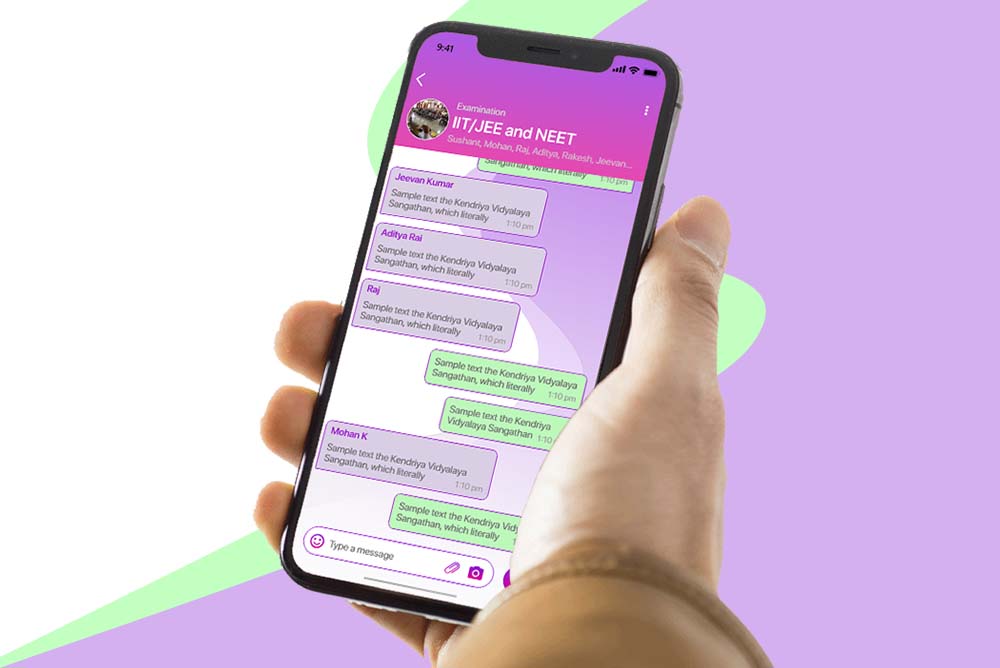 9:41
Examination
IIT/JEE and NEET
Sushant, Mohan, Raj, Aditya, Rakesh, Jeevan...
Sangathan, which literally
1:10 pm
Jeevan Kumar
Sample text the Kendriya Vidyalaya
Sangathan, which literally
1:10 pm
Aditya Rai
Sample text the Kendriya Vidyalaya
Sangathan, which literally
1:10 pm
Raj
Sample text the Kendriya Vidyalaya
Sangathan, which literally
1:10 pm
Sample text the Kendriya Vidyalaya
Sangathan, which literally
1:10 pm
Sample text the Kendriya
Vidyalaya Sangathan 1:10
Mohan K
Sample text the Kendriya Vidyalaya
Sangathan, which literally
1:10 pm
Sample text the Kendriya
Sangathan, which literally
Type a message